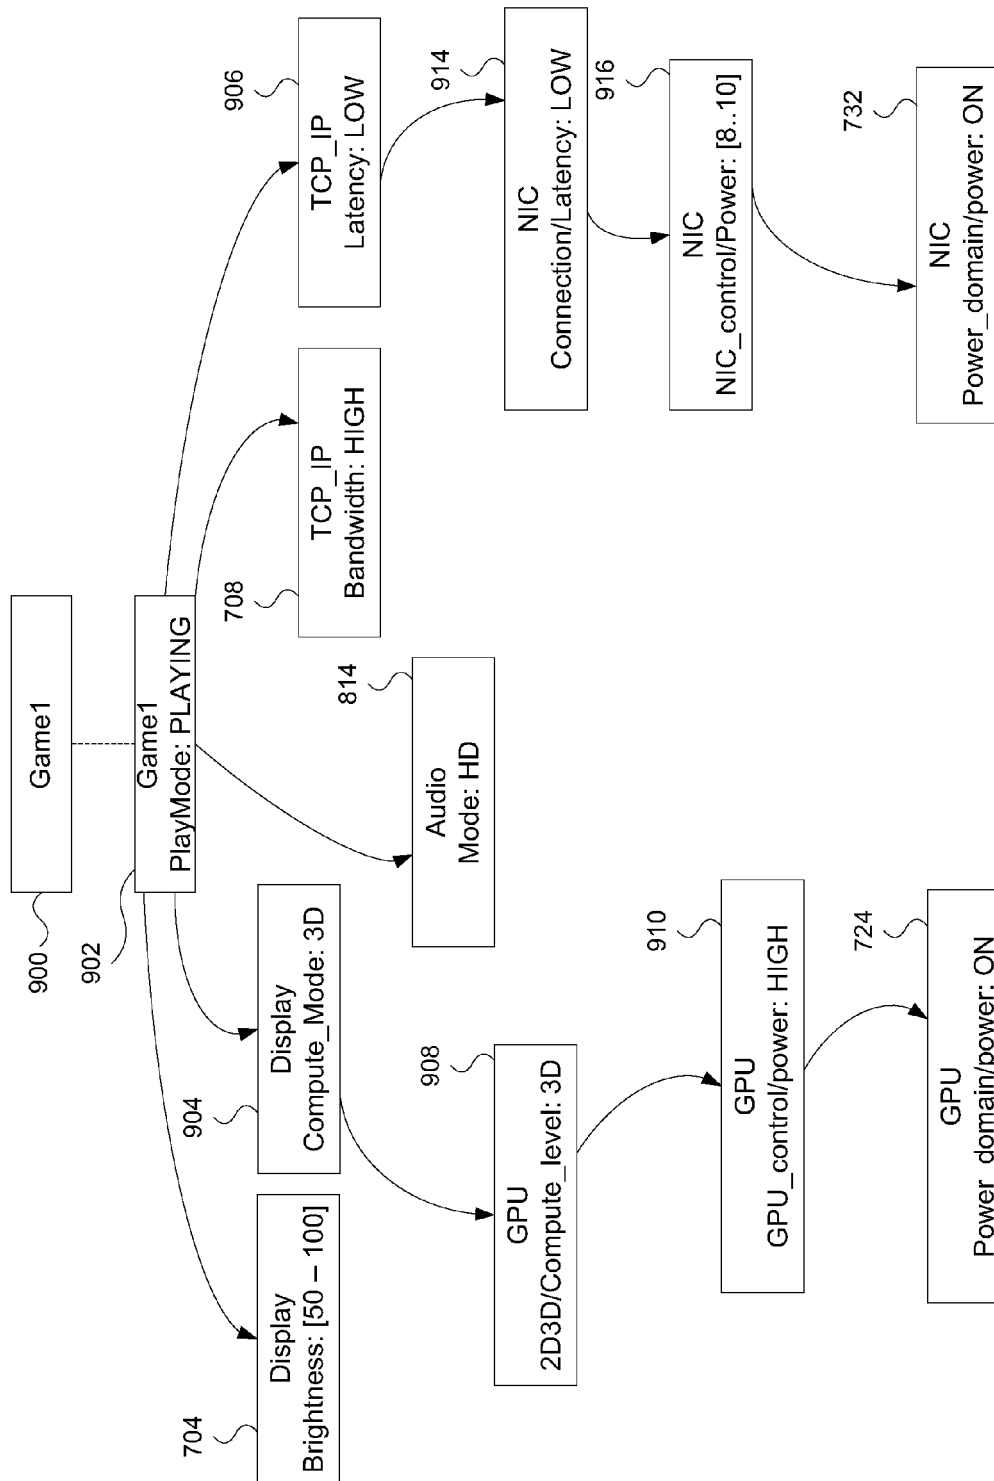 900
Game1
902
Game1
PlayMode: PLAYING
704
Display
Brightness: [50 – 100]
904
Display
Compute_Mode: 3D
814
Audio
Mode: HD
708
TCP_IP
Bandwidth: HIGH
906
TCP_IP
Latency: LOW
908
GPU
2D3D/Compute_level: 3D
914
NIC
Connection/Latency: LOW
910
GPU
GPU_control/power: HIGH
916
NIC
NIC_control/Power: [8..10]
724
GPU
Power_domain/power: ON
732
NIC
Power_domain/power: ON